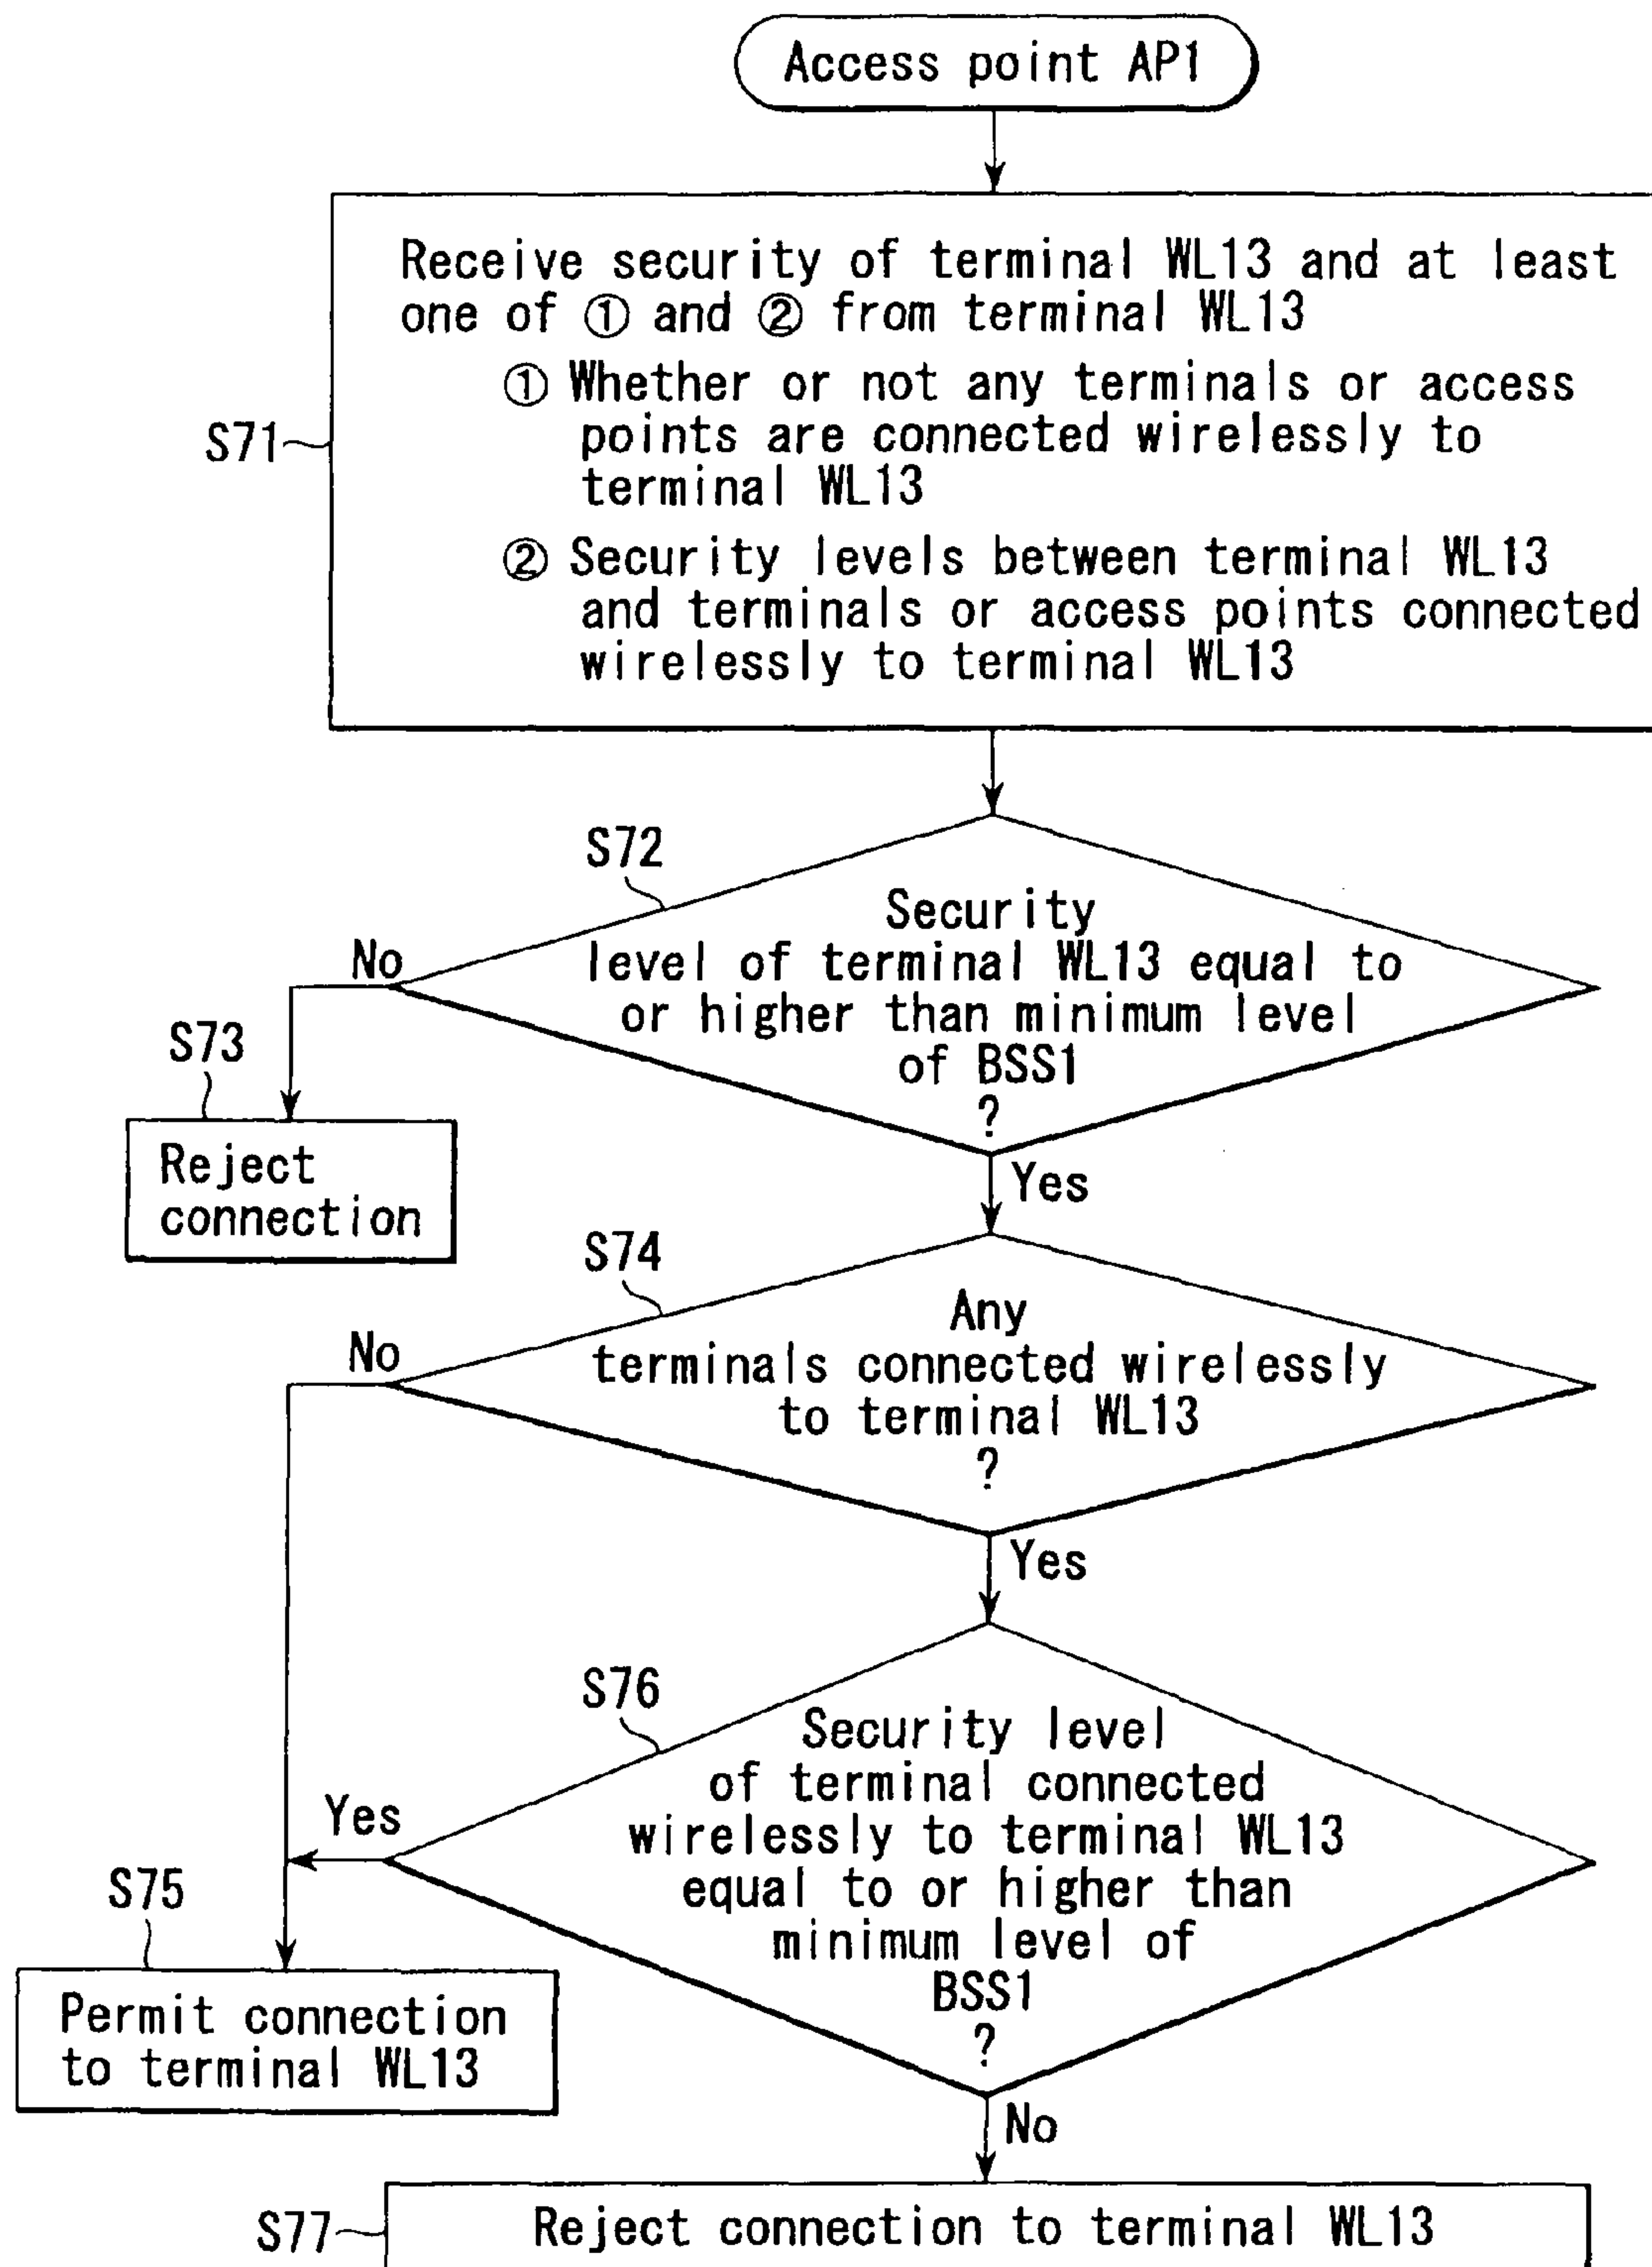 Access point AP1
Receive security of terminal WL13 and at least
one of ① and ② from terminal WL13
① Whether or not any terminals or access
points are connected wirelessly to
terminal WL13
② Security levels between terminal WL13
and terminals or access points connected
wirelessly to terminal WL13
S71
S72
Security
level of terminal WL13 equal to
or higher than minimum level
of BSS1
?
No
Yes
S73
Reject
connection
S74
Any
terminals connected wirelessly
to terminal WL13
?
No
Yes
S76
Security level
of terminal connected
wirelessly to terminal WL13
equal to or higher than
minimum level of
BSS1
?
Yes
No
S75
Permit connection
to terminal WL13
S77
Reject connection to terminal WL13